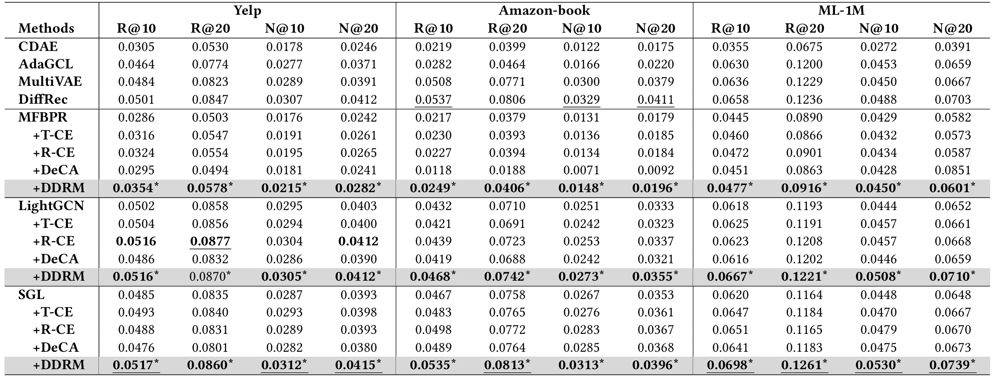 Yelp Amazon-book ML-1M
Methods R@10 R@20 N@10 N@20 R@10 R@20 N@10 N@20 R@10 R@20 N@10 N@20
CDAE 0.0305 0.0530 0.0178 0.0246 0.0219 0.0399 0.0122 0.0175 0.0355 0.0675 0.0272 0.0391
AdaGCL 0.0464 0.0774 0.0277 0.0371 0.0282 0.0464 0.0166 0.0220 0.0630 0.1200 0.0453 0.0659
MultiVAE 0.0484 0.0823 0.0289 0.0391 0.0508 0.0771 0.0300 0.0379 0.0636 0.1229 0.0450 0.0667
DiffRec 0.0501 0.0847 0.0307 0.0412 0.0537 0.0806 0.0329 0.0411 0.0658 0.1236 0.0488 0.0703
MFBPR 0.0286 0.0503 0.0176 0.0242 0.0217 0.0379 0.0131 0.0179 0.0445 0.0890 0.0429 0.0582
+T-CE 0.0316 0.0547 0.0191 0.0261 0.0230 0.0393 0.0136 0.0185 0.0460 0.0866 0.0432 0.0573
+R-CE 0.0324 0.0554 0.0195 0.0265 0.0227 0.0394 0.0134 0.0184 0.0472 0.0901 0.0434 0.0587
+DeCA 0.0295 0.0494 0.0181 0.0241 0.0118 0.0188 0.0071 0.0092 0.0451 0.0863 0.0428 0.0851
+DDRM 0.0354* 0.0578* 0.0215* 0.0282* 0.0249* 0.0406* 0.0148* 0.0196* 0.0477* 0.0916* 0.0450* 0.0601*
LightGCN 0.0502 0.0858 0.0295 0.0403 0.0432 0.0710 0.0251 0.0333 0.0618 0.1193 0.0444 0.0652
+T-CE 0.0504 0.0856 0.0294 0.0400 0.0421 0.0691 0.0242 0.0323 0.0625 0.1191 0.0457 0.0661
+R-CE 0.0516 0.0877 0.0304 0.0412 0.0439 0.0723 0.0253 0.0337 0.0623 0.1208 0.0457 0.0668
+DeCA 0.0486 0.0832 0.0286 0.0390 0.0419 0.0688 0.0242 0.0321 0.0616 0.1202 0.0446 0.0659
+DDRM 0.0516* 0.0870* 0.0305* 0.0412* 0.0468* 0.0742* 0.0273* 0.0355* 0.0667* 0.1221* 0.0508* 0.0710*
SGL 0.0485 0.0835 0.0287 0.0393 0.0467 0.0758 0.0267 0.0353 0.0620 0.1164 0.0448 0.0648
+T-CE 0.0493 0.0840 0.0293 0.0398 0.0483 0.0765 0.0276 0.0361 0.0647 0.1184 0.0470 0.0667
+R-CE 0.0488 0.0831 0.0289 0.0393 0.0498 0.0772 0.0283 0.0367 0.0651 0.1165 0.0479 0.0670
+DeCA 0.0476 0.0801 0.0282 0.0380 0.0489 0.0764 0.0285 0.0368 0.0641 0.1183 0.0475 0.0673
+DDRM 0.0517* 0.0860* 0.0312* 0.0415* 0.0535* 0.0813* 0.0313* 0.0396* 0.0698* 0.1261* 0.0530* 0.0739*